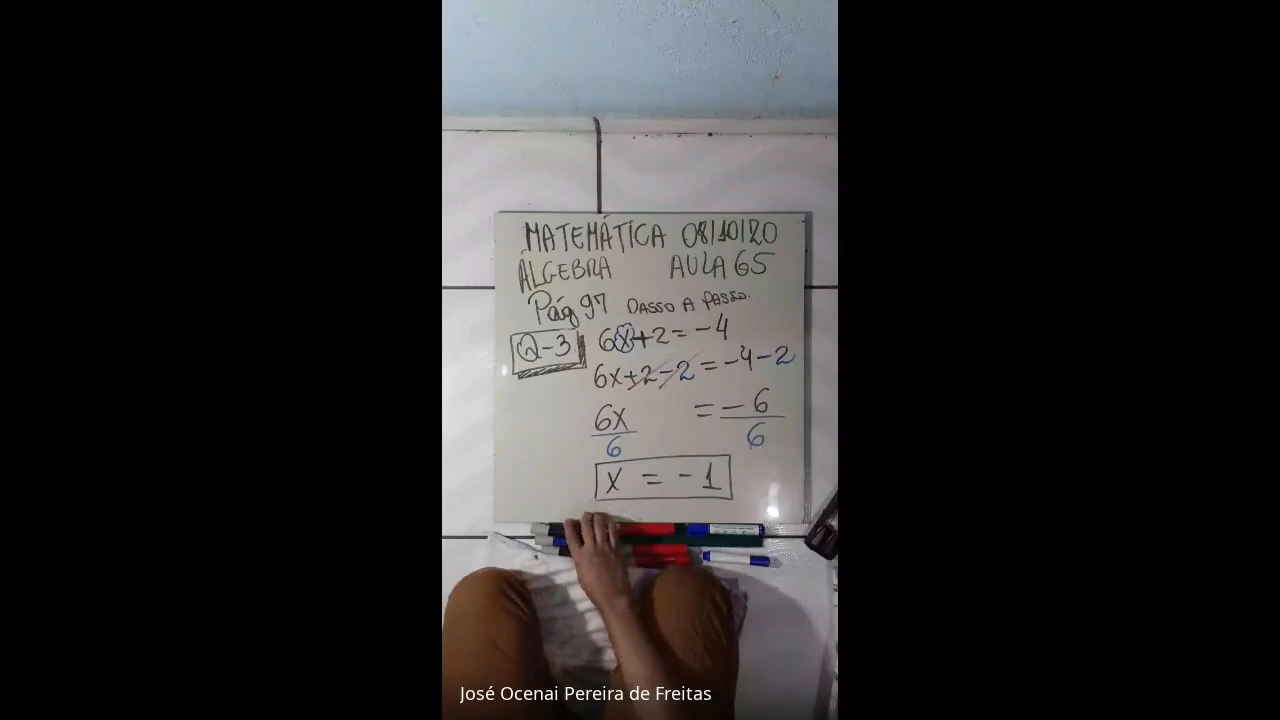 MATEMÁTICA 08/10/20
ÁLGEBRA AULA 65
Pág 97 PASSO A PASSO.
Q-3 6x+2=-4
6x+2-2=-4-2
6x/6 = -6/6
x = -1
José Ocenai Pereira de Freitas